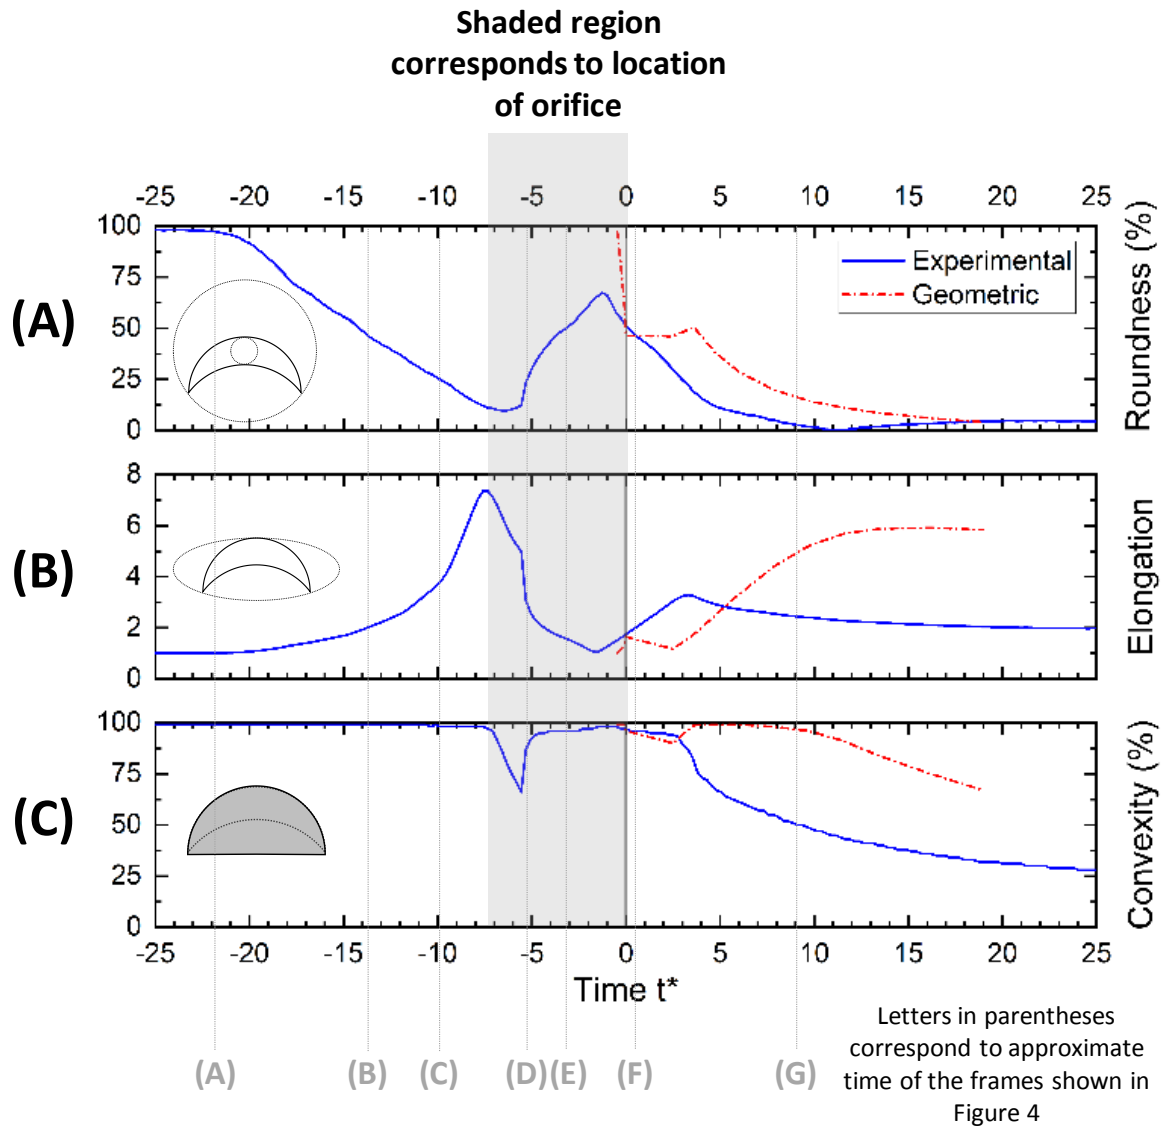 Shaded region
corresponds to location
of orifice
-25 -20 -15 -10 -5 0 5 10 15 20 25
(A)
100
75
50
25
0
Experimental
Geometric
Roundness (%)
(B)
8
6
4
2
0
Elongation
(C)
100
75
50
25
0
Convexity (%)
-25 -20 -15 -10 -5 0 5 10 15 20 25
Time t*
(A) (B) (C) (D) (E) (F) (G)
Letters in parentheses
correspond to approximate
time of the frames shown in
Figure 4